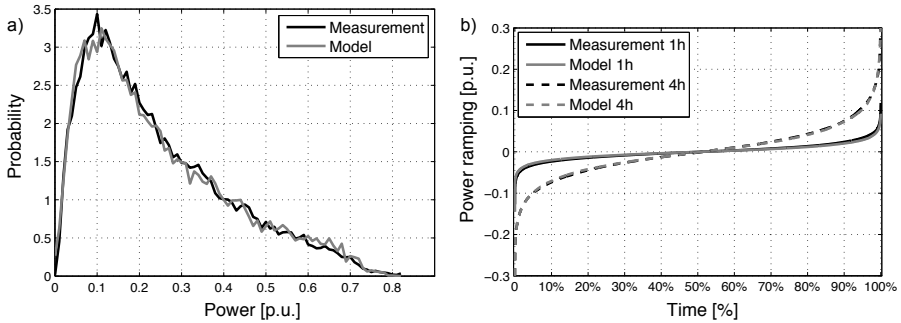 a)
Measurement
Model
Probability
3.5
3
2.5
2
1.5
1
0.5
0
0 0.1 0.2 0.3 0.4 0.5 0.6 0.7 0.8
Power [p.u.]
b)
Measurement 1h
Model 1h
Measurement 4h
Model 4h
Power ramping [p.u.]
0.3
0.2
0.1
0
−0.1
−0.2
−0.3
0 10% 20% 30% 40% 50% 60% 70% 80% 90% 100%
Time [%]